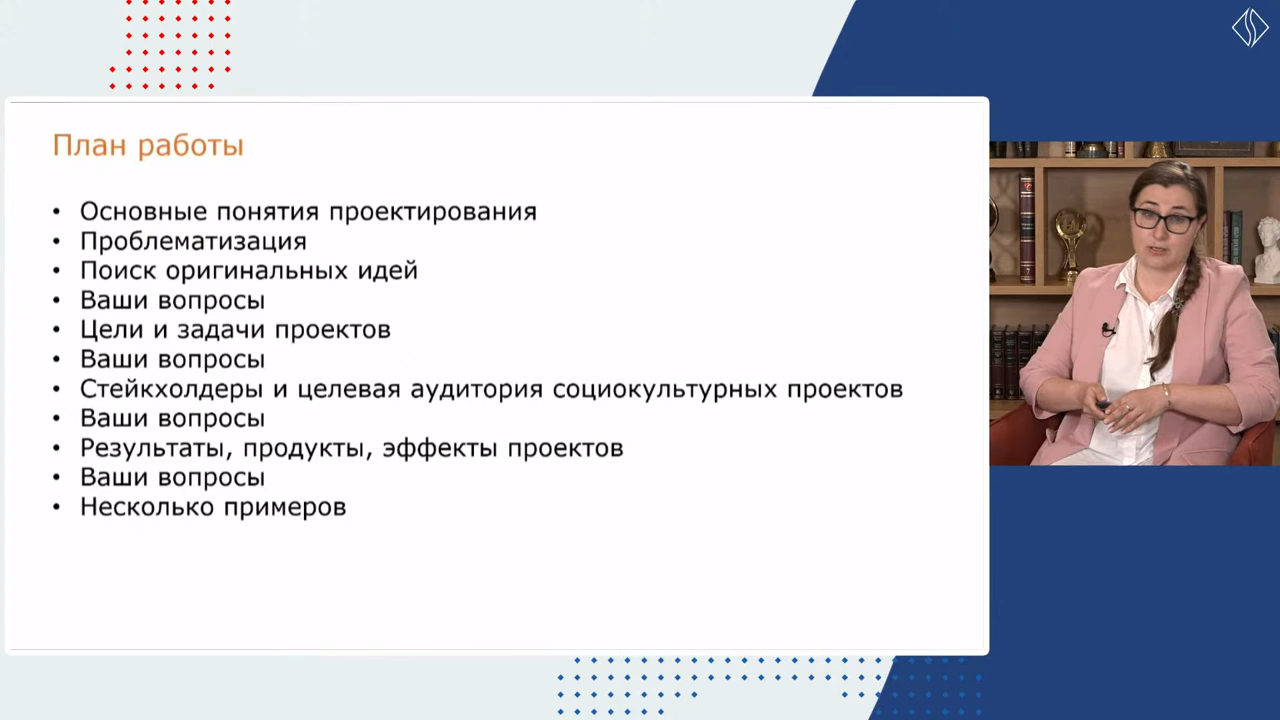 План работы
• Основные понятия проектирования
• Проблематизация
• Поиск оригинальных идей
• Ваши вопросы
• Цели и задачи проектов
• Ваши вопросы
• Стейкхолдеры и целевая аудитория социокультурных проектов
• Ваши вопросы
• Результаты, продукты, эффекты проектов
• Ваши вопросы
• Несколько примеров